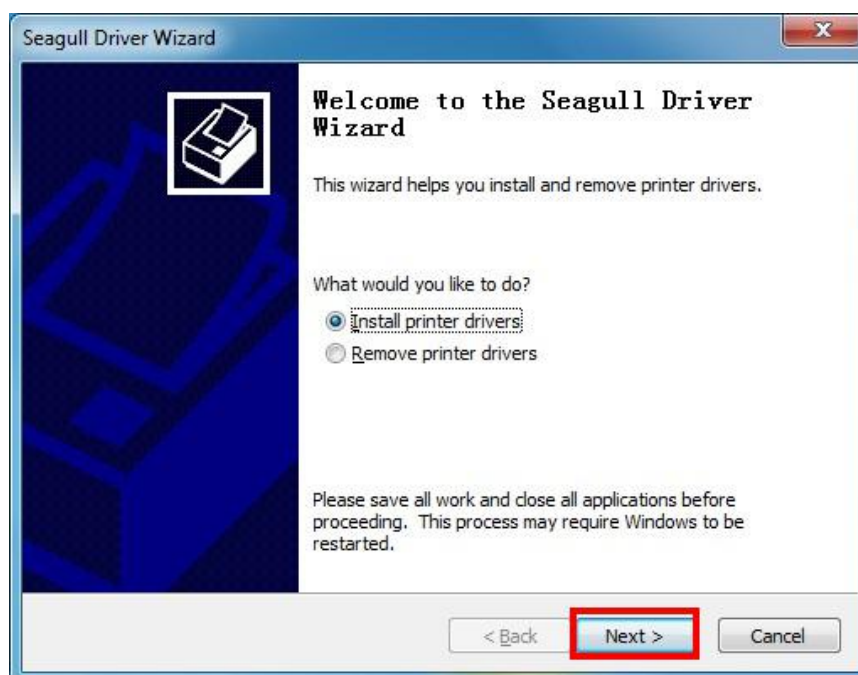 Seagull Driver Wizard
Welcome to the Seagull Driver
Wizard
This wizard helps you install and remove printer drivers.
What would you like to do?
Install printer drivers
Remove printer drivers
Please save all work and close all applications before
proceeding. This process may require Windows to be
restarted.
< Back Next > Cancel